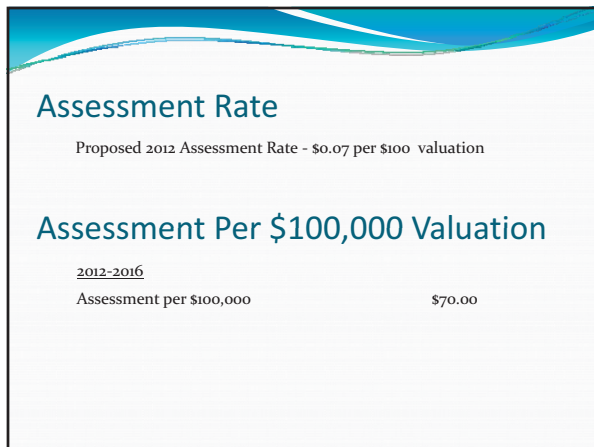 Assessment Rate
Proposed 2012 Assessment Rate - $0.07 per $100 valuation
Assessment Per $100,000 Valuation
2012-2016
Assessment per $100,000 $70.00